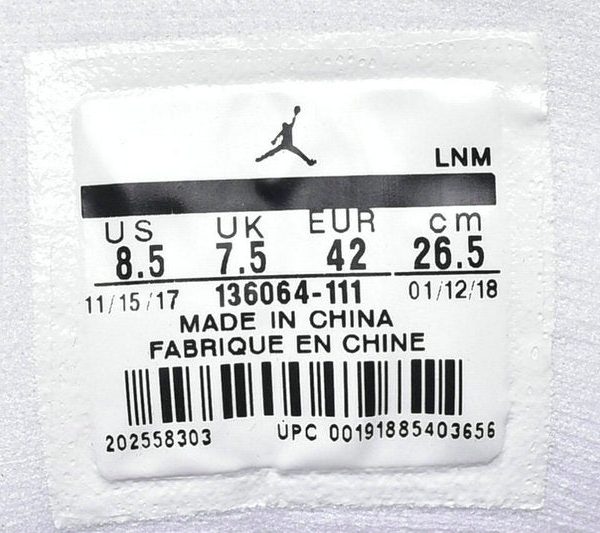 LNM
US UK EUR cm
8.5 7.5 42 26.5
11/15/17 136064-111 01/12/18
MADE IN CHINA
FABRIQUE EN CHINE
202558303 UPC 00191885403656